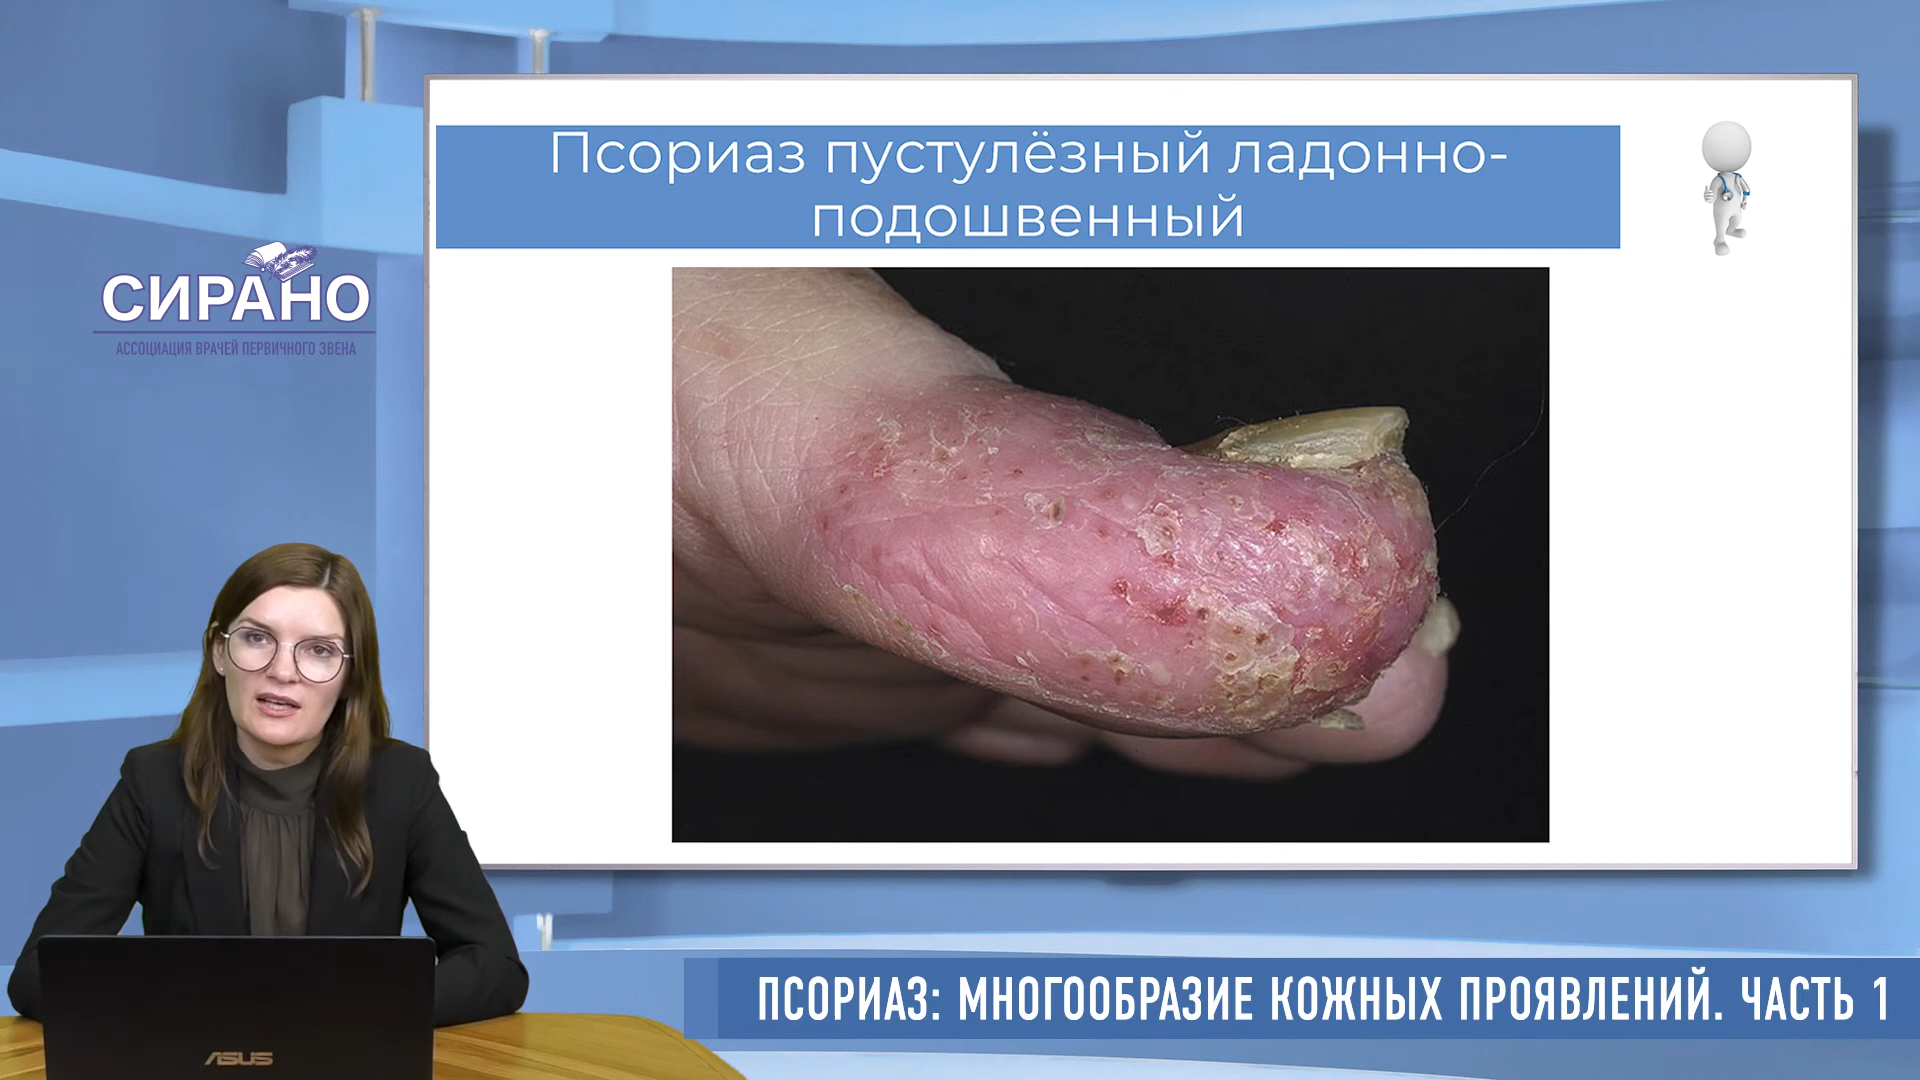 Псориаз пустулёзный ладонно-
подошвенный
СИРАНО
АССОЦИАЦИЯ ВРАЧЕЙ ПЕРВИЧНОГО ЗВЕНА
ПСОРИАЗ: МНОГООБРАЗИЕ КОЖНЫХ ПРОЯВЛЕНИЙ. ЧАСТЬ 1
ASUS